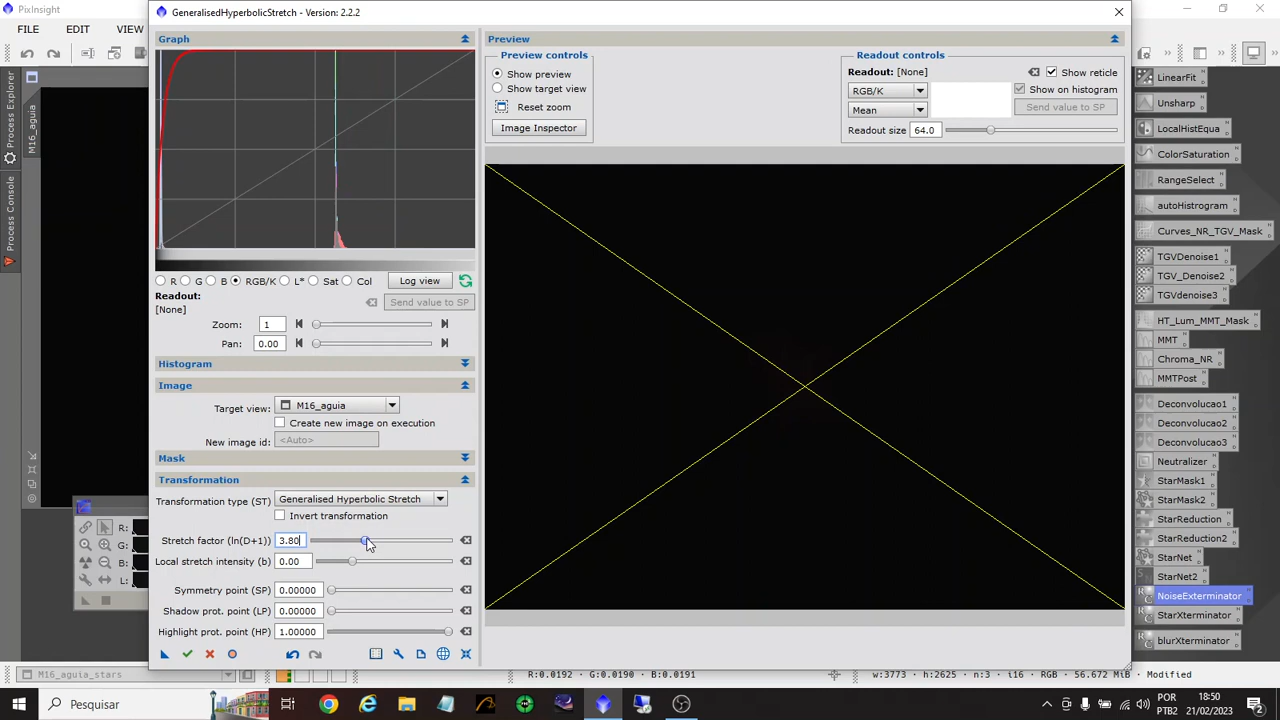 PixInsight
GeneralisedHyperbolicStretch - Version: 2.2.2
FILE EDIT VIEW
Graph
Preview
Preview controls
Show preview
Show target view
Reset zoom
Image Inspector
Readout controls
Readout: [None]
Show reticle
RGB/K
Show on histogram
Mean
Send value to SP
Readout size 64.0
Process Explorer
Process Console
M16_aguia
R G B RGB/K L* Sat Col Log view
Readout:
[None]
Send value to SP
Zoom: 1
Pan: 0.00
Histogram
Image
Target view: M16_aguia
Create new image on execution
New image id: <Auto>
Mask
Transformation
Transformation type (ST) Generalised Hyperbolic Stretch
Invert transformation
Stretch factor (ln(D+1)) 3.80
Local stretch intensity (b) 0.00
Symmetry point (SP) 0.00000
Shadow prot. point (LP) 0.00000
Highlight prot. point (HP) 1.00000
R:
G:
B:
L:
LinearFit
Unsharp
LocalHistEqua
ColorSaturation
RangeSelect
autoHistrogram
Curves_NR_TGV_Mask
TGVDenoise1
TGV_Denoise2
TGVdenoise3
HT_Lum_MMT_Mask
MMT
Chroma_NR
MMTPost
Deconvolucao1
Deconvolucao2
Deconvolucao3
Neutralizer
StarMask1
StarMask2
StarReduction
StarNet
StarNet2
NoiseExterminator
StarXterminator
blurXterminator
M16_aguia_stars
R:0.0192 G:0.0191 B:0.0191
w:3773 h:2625 n:3 i16 RGB 56.672 MiB Modified
Pesquisar
POR
PTB2
18:50
21/02/2023
2